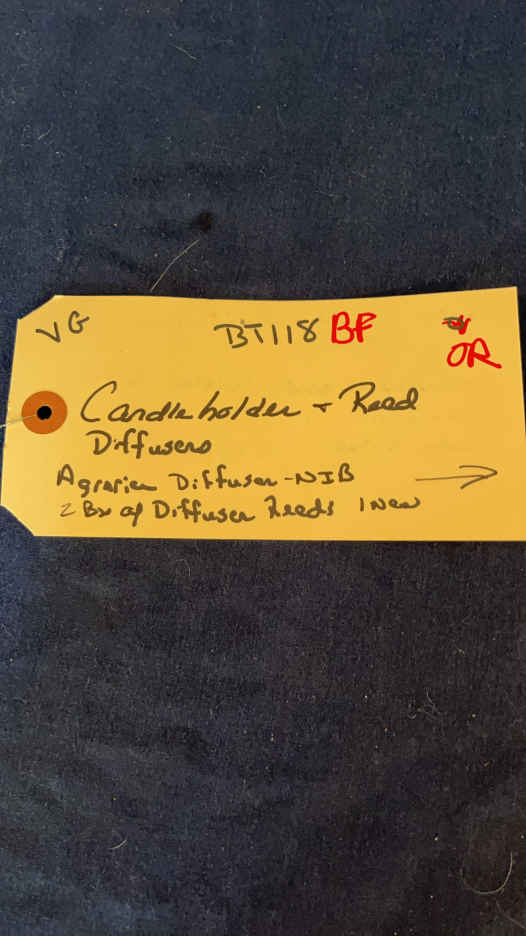 VG BT118 BF
OR
Candleholder + Reed
Diffusers
Agrarian Diffuser - NIB →
2 Bx of Diffuser Reeds 1 New